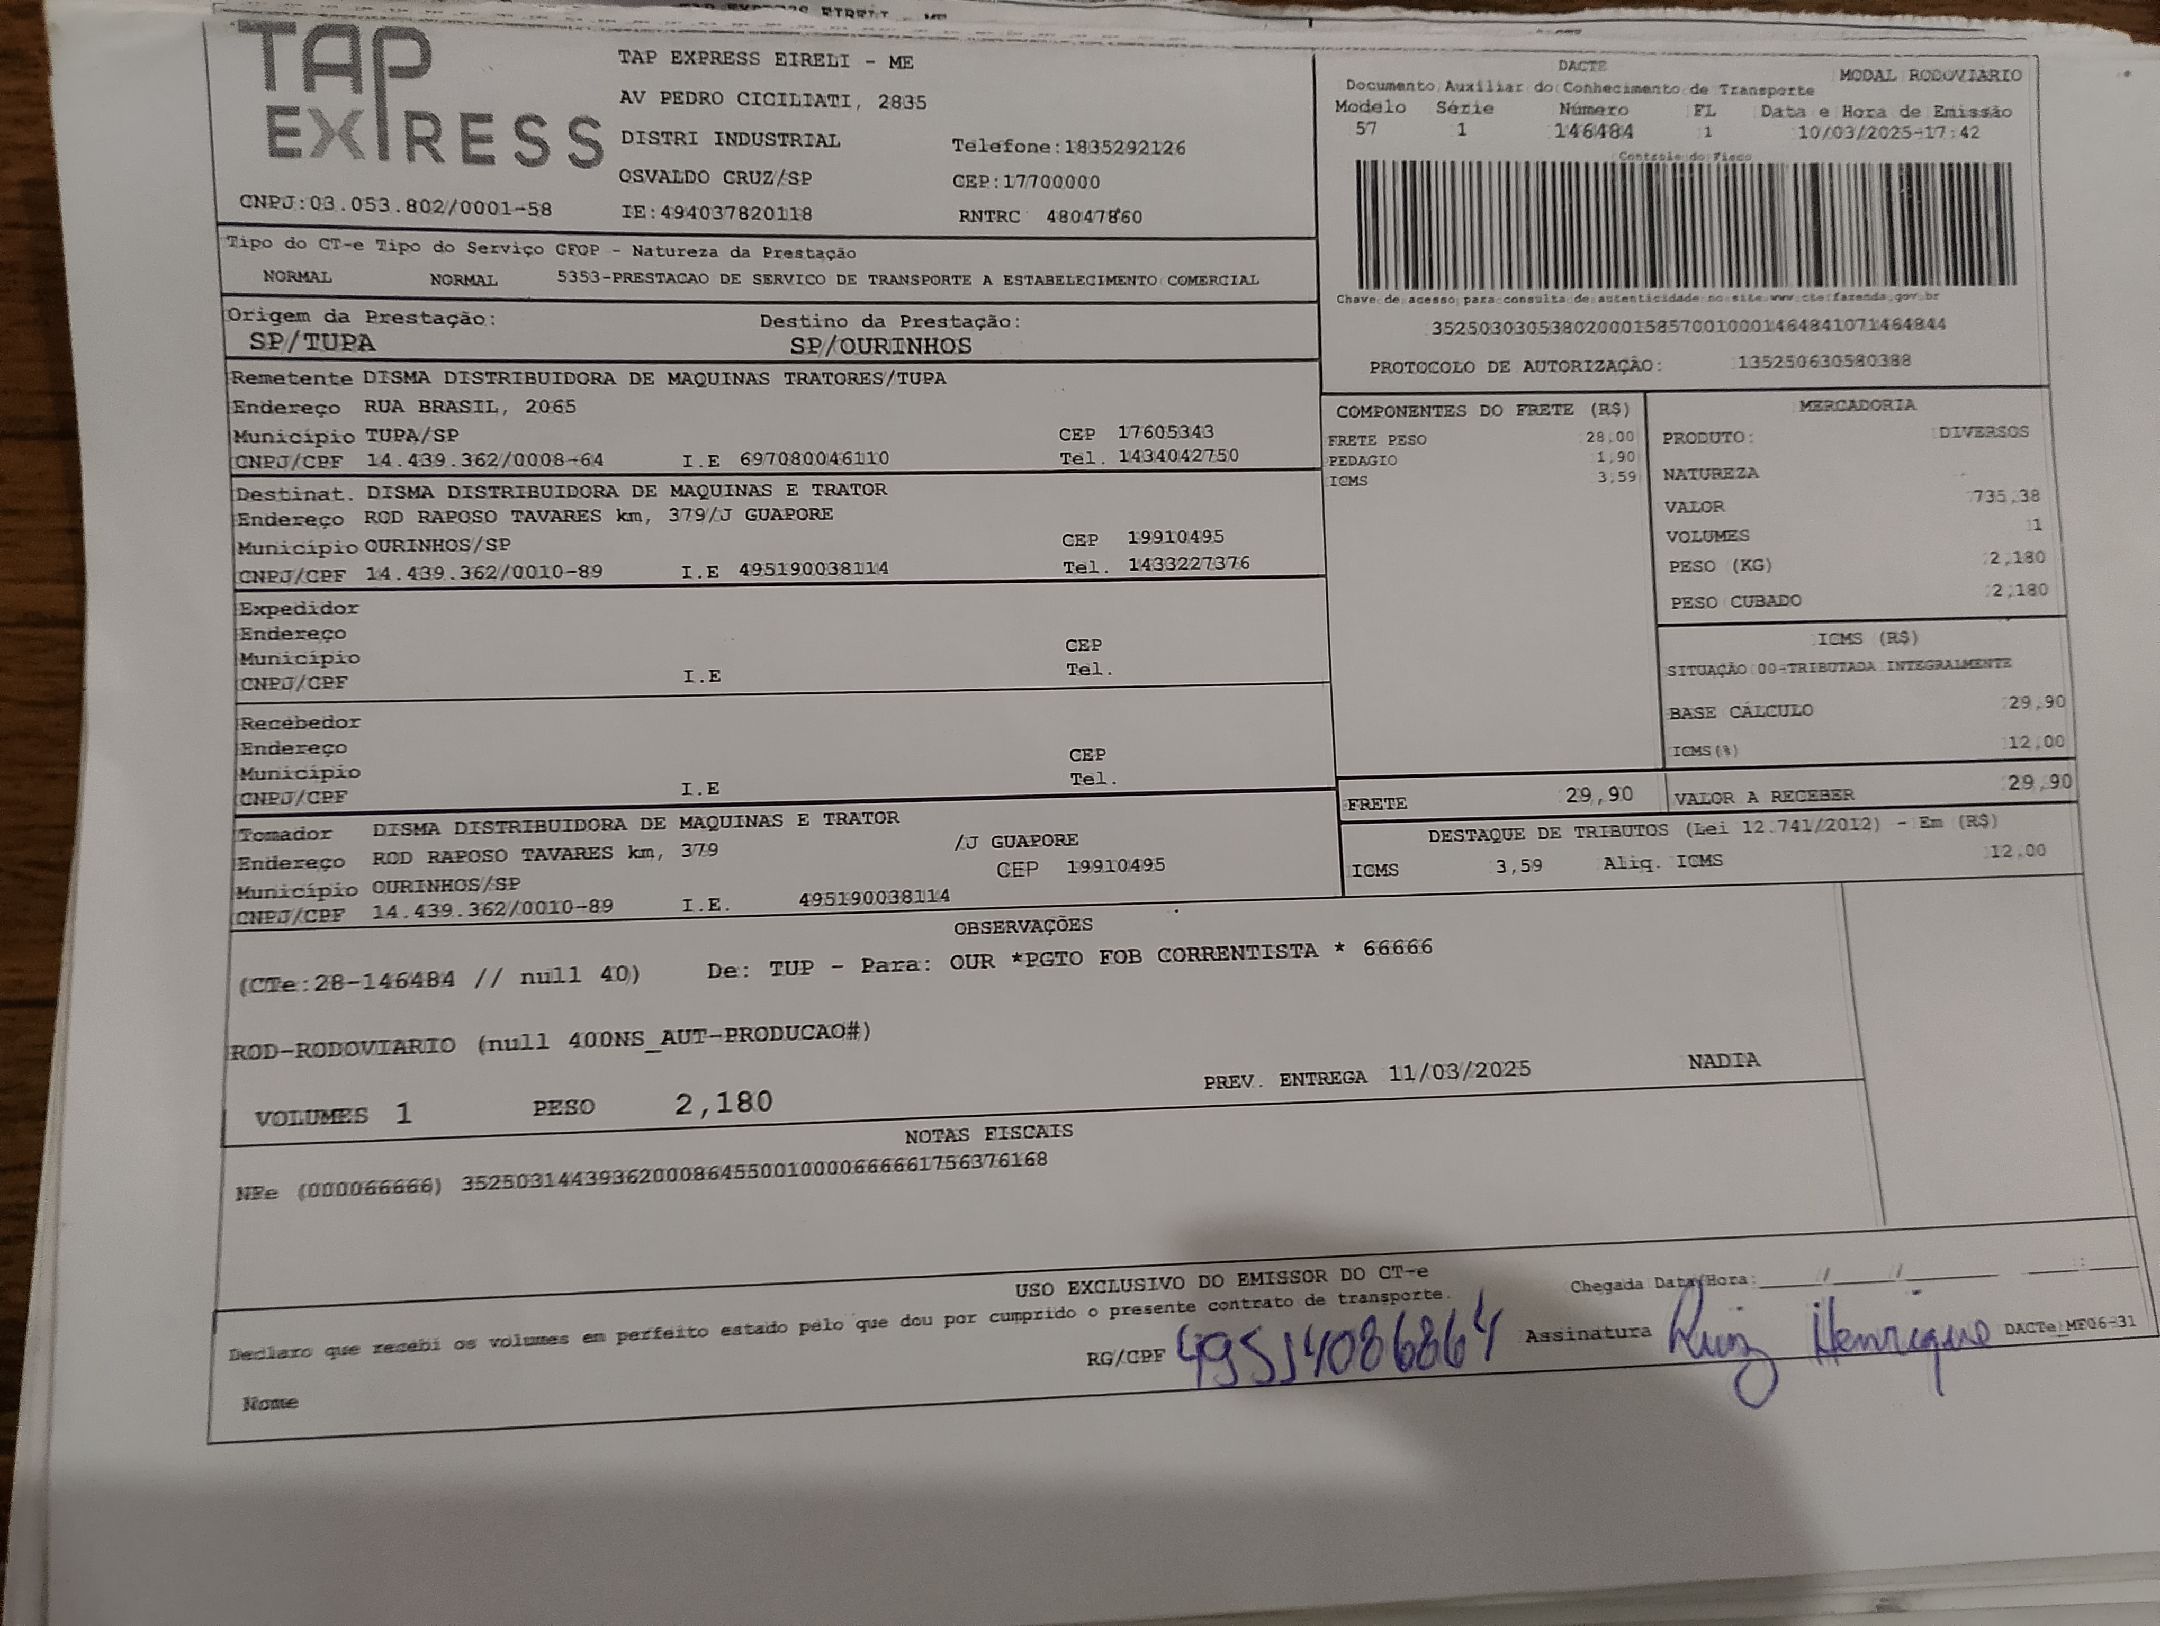 TAP EXPRESS
TAP EXPRESS EIRELI - ME
AV PEDRO CICILIATI, 2835
DISTRI INDUSTRIAL Telefone:1835292126
OSVALDO CRUZ/SP CEP:17700000
CNPJ:03.053.802/0001-58 IE:494037820118 RNTRC 48047860
DACTE MODAL RODOVIARIO
Documento Auxiliar do Conhecimento de Transporte
Modelo Série Número FL Data e Hora de Emissão
57 1 146484 1 10/03/2025-17:42
Controle do Fisco
Chave de acesso para consulta de autenticidade no site www.cte.fazenda.gov.br
35250303053802000158570010001464841071464844
PROTOCOLO DE AUTORIZAÇÃO: 135250630580388
Tipo do CT-e Tipo do Serviço CFOP - Natureza da Prestação
NORMAL NORMAL 5353-PRESTACAO DE SERVICO DE TRANSPORTE A ESTABELECIMENTO COMERCIAL
Origem da Prestação: Destino da Prestação:
SP/TUPA SP/OURINHOS
Remetente DISMA DISTRIBUIDORA DE MAQUINAS TRATORES/TUPA
Endereço RUA BRASIL, 2065
Município TUPA/SP CEP 17605343
CNPJ/CPF 14.439.362/0008-64 I.E 697080046110 Tel. 1434042750
Destinat. DISMA DISTRIBUIDORA DE MAQUINAS E TRATOR
Endereço ROD RAPOSO TAVARES km, 379/J GUAPORE
Município OURINHOS/SP CEP 19910495
CNPJ/CPF 14.439.362/0010-89 I.E 495190038114 Tel. 1433227376
Expedidor
Endereço
Município CEP
CNPJ/CPF I.E Tel.
Recebedor
Endereço
Município CEP
CNPJ/CPF I.E Tel.
Tomador DISMA DISTRIBUIDORA DE MAQUINAS E TRATOR
Endereço ROD RAPOSO TAVARES km, 379 /J GUAPORE
Município OURINHOS/SP CEP 19910495
CNPJ/CPF 14.439.362/0010-89 I.E. 495190038114
COMPONENTES DO FRETE (R$)
FRETE PESO 28,00
PEDAGIO 1,90
ICMS 3,59
MERCADORIA
PRODUTO: DIVERSOS
NATUREZA
VALOR 735,38
VOLUMES 1
PESO (KG) 2,180
PESO CUBADO 2,180
ICMS (R$)
SITUAÇÃO 00-TRIBUTADA INTEGRALMENTE
BASE CÁLCULO 29,90
ICMS(%) 12,00
FRETE 29,90 VALOR A RECEBER 29,90
DESTAQUE DE TRIBUTOS (Lei 12.741/2012) - Em (R$)
ICMS 3,59 Aliq. ICMS 12,00
OBSERVAÇÕES
(CTe:28-146484 // null 40) De: TUP - Para: OUR *PGTO FOB CORRENTISTA * 66666
ROD-RODOVIARIO (null 400NS_AUT-PRODUCAO#)
VOLUMES 1 PESO 2,180 PREV. ENTREGA 11/03/2025 NADIA
NOTAS FISCAIS
NFe (000066666) 35250314439362000864550010000666661756376168
USO EXCLUSIVO DO EMISSOR DO CT-e
Declaro que recebi os volumes em perfeito estado pelo que dou por cumprido o presente contrato de transporte.
Chegada Data/Hora: __/__/__ __:__
Nome RG/CPF 49514086864 Assinatura Ruiz Henrique DACTe_MF06-31